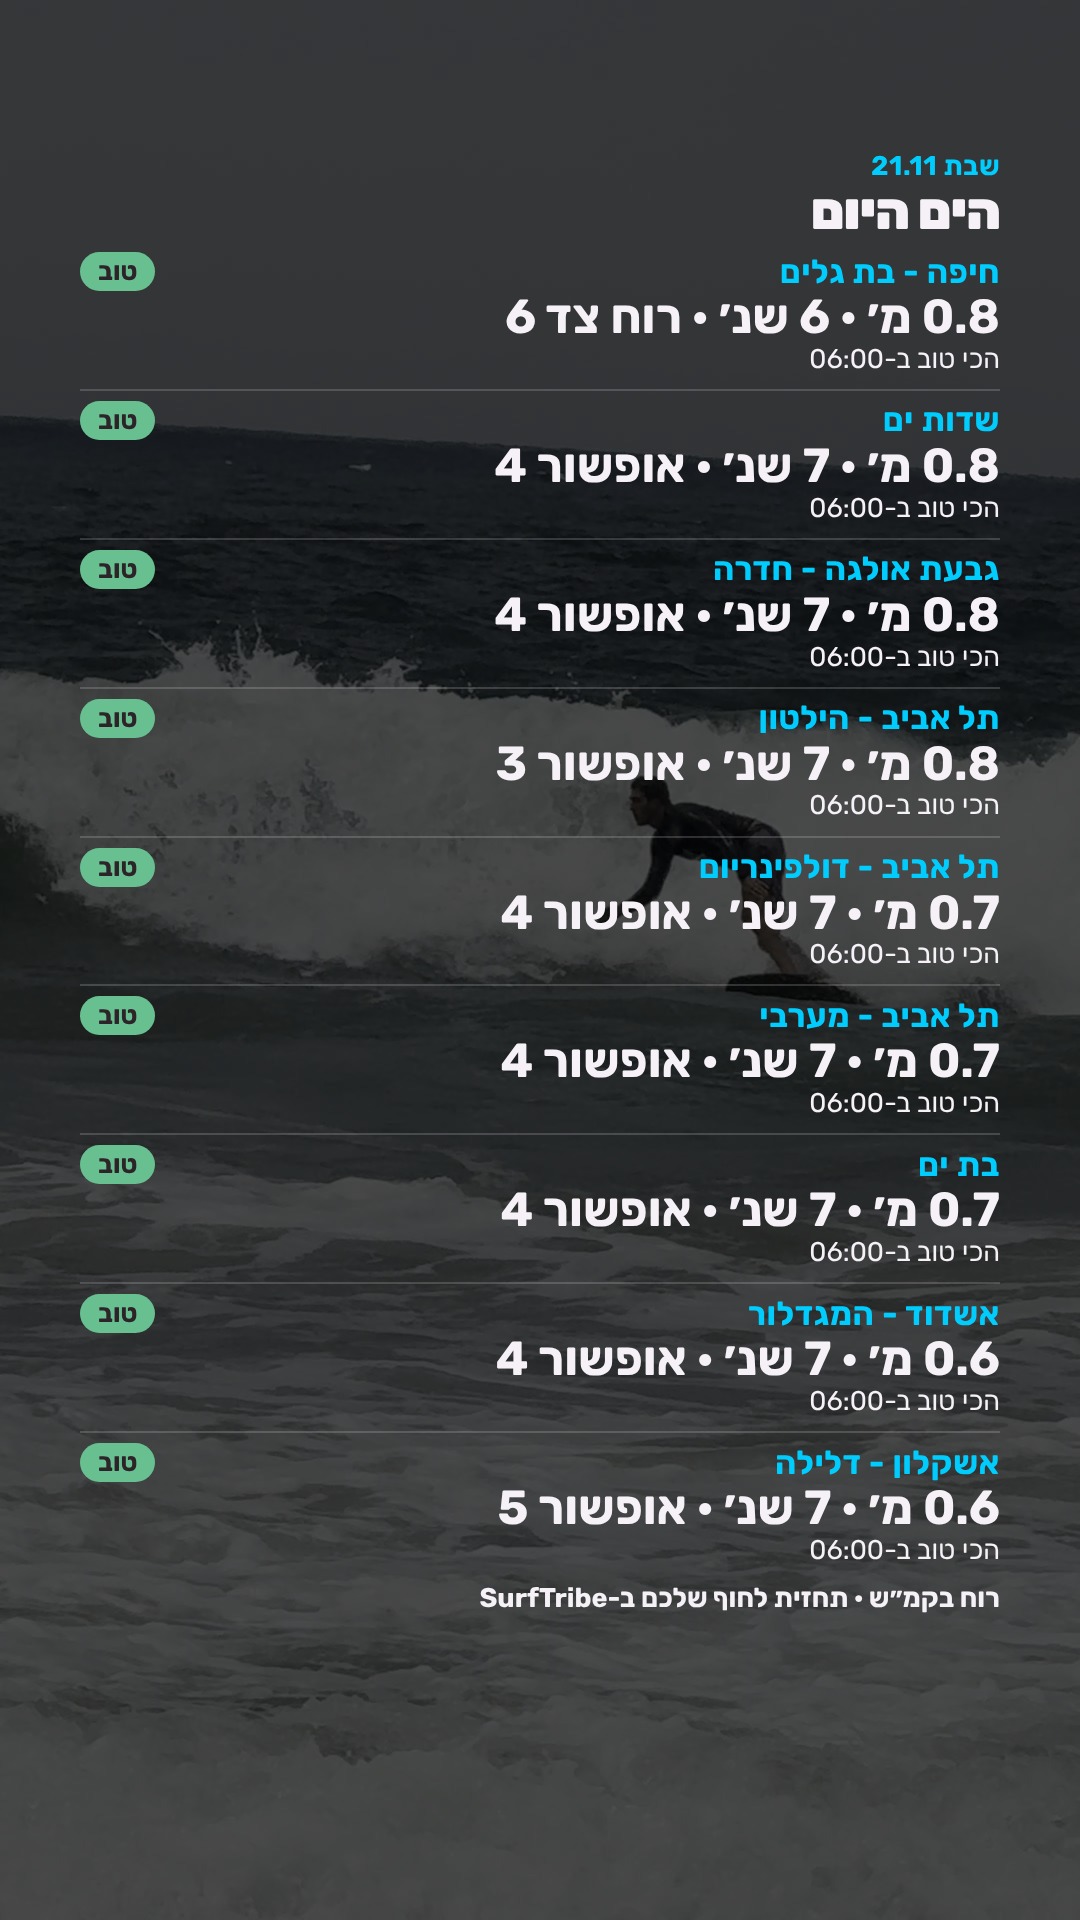 שבת 21.11
הים היום
חיפה - בת גלים
טוב
0.8 מ׳ • 6 שנ׳ • רוח צד 6
הכי טוב ב-06:00
שדות ים
טוב
0.8 מ׳ • 7 שנ׳ • אופשור 4
הכי טוב ב-06:00
גבעת אולגה - חדרה
טוב
0.8 מ׳ • 7 שנ׳ • אופשור 4
הכי טוב ב-06:00
תל אביב - הילטון
טוב
0.8 מ׳ • 7 שנ׳ • אופשור 3
הכי טוב ב-06:00
תל אביב - דולפינריום
טוב
0.7 מ׳ • 7 שנ׳ • אופשור 4
הכי טוב ב-06:00
תל אביב - מערבי
טוב
0.7 מ׳ • 7 שנ׳ • אופשור 4
הכי טוב ב-06:00
בת ים
טוב
0.7 מ׳ • 7 שנ׳ • אופשור 4
הכי טוב ב-06:00
אשדוד - המגדלור
טוב
0.6 מ׳ • 7 שנ׳ • אופשור 4
הכי טוב ב-06:00
אשקלון - דלילה
טוב
0.6 מ׳ • 7 שנ׳ • אופשור 5
הכי טוב ב-06:00
רוח בקמ״ש • תחזית לחוף שלכם ב-SurfTribe